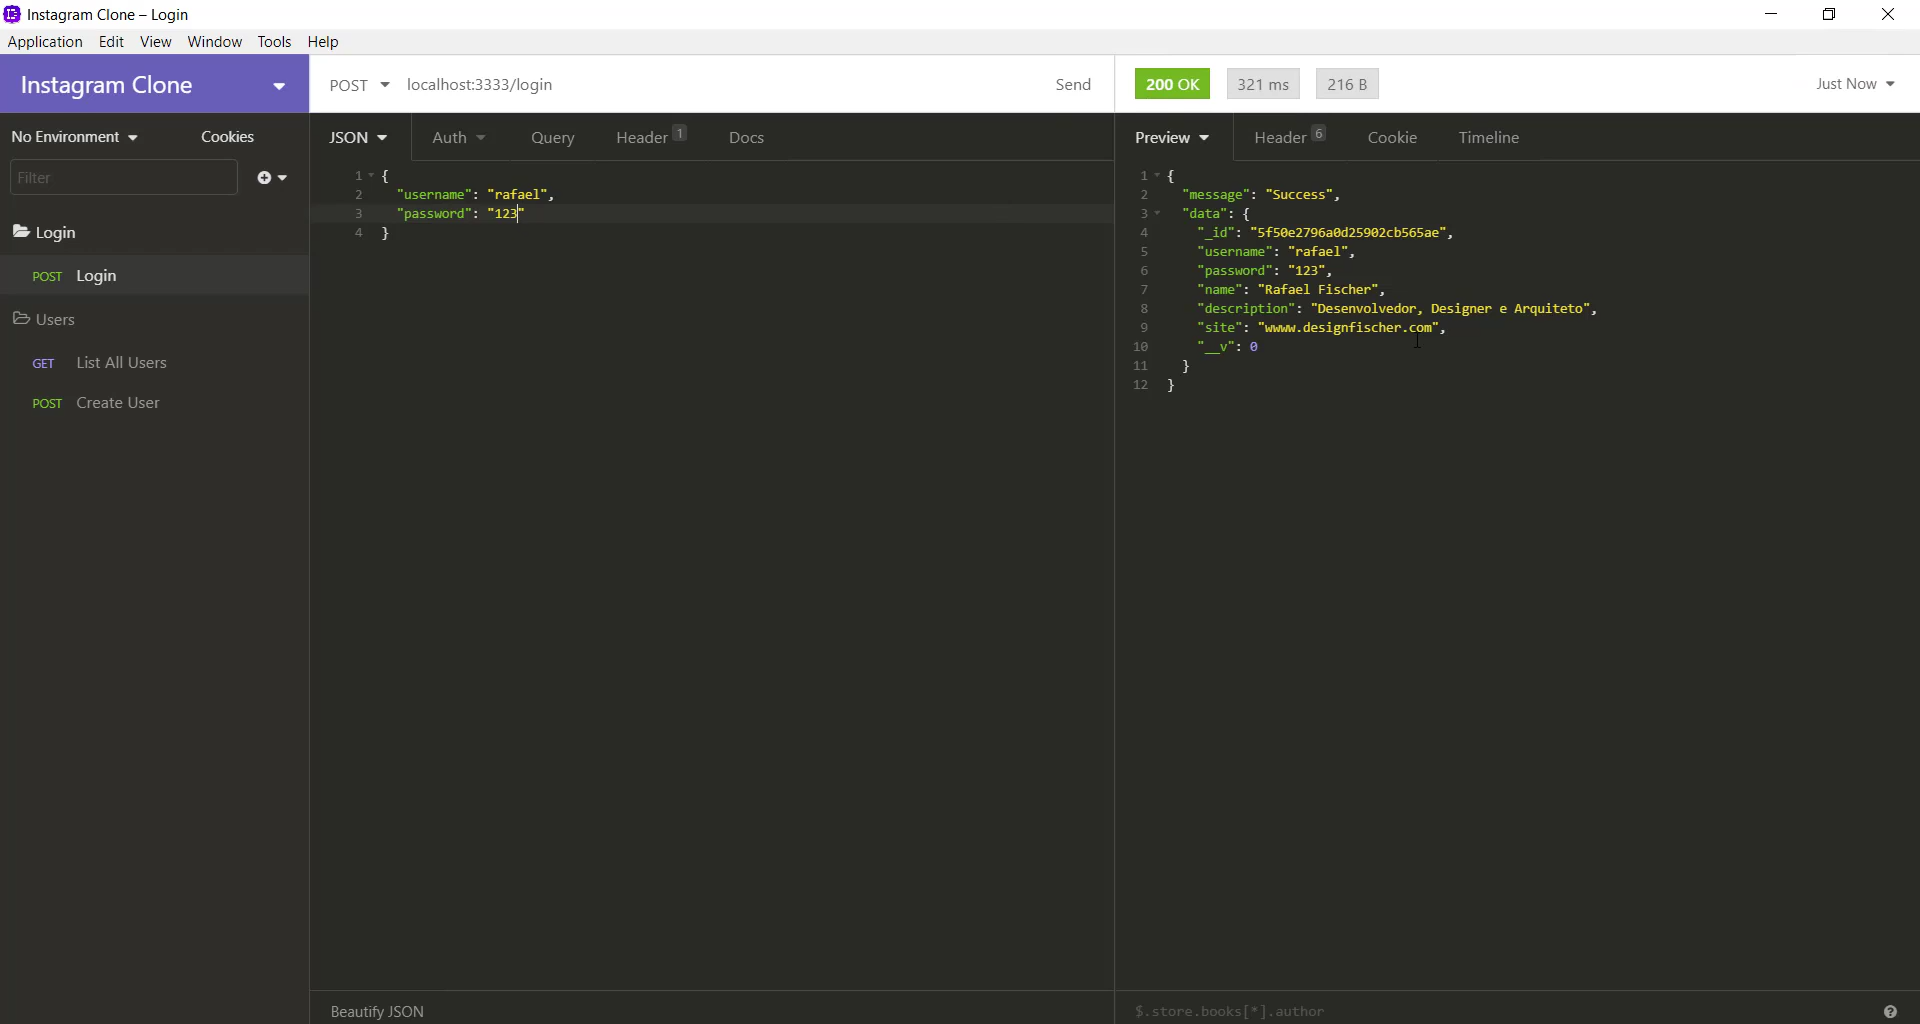 Instagram Clone – Login
Application Edit View Window Tools Help
Instagram Clone
POST localhost:3333/login Send
200 OK 321 ms 216 B Just Now
No Environment Cookies
JSON Auth Query Header 1 Docs
Preview Header 6 Cookie Timeline
Filter
Login
POST Login
Users
GET List All Users
POST Create User
1 {
2 "username": "rafael",
3 "password": "123"
4 }
Beautify JSON
1 {
2 "message": "Success",
3 "data": {
4 "_id": "5f50e2796a0d25902cb565ae",
5 "username": "rafael",
6 "password": "123",
7 "name": "Rafael Fischer",
8 "description": "Desenvolvedor, Designer e Arquiteto",
9 "site": "wwww.designfischer.com",
10 "__v": 0
11 }
12 }
$.store.books[*].author